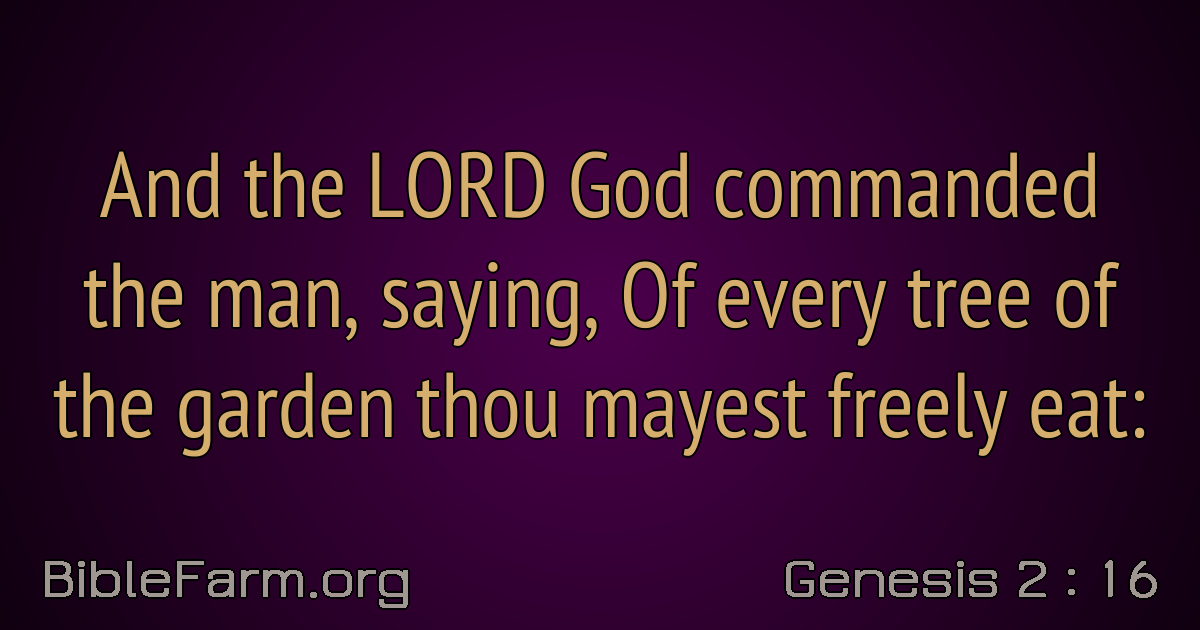 And the LORD God commanded
the man, saying, Of every tree of
the garden thou mayest freely eat:
BibleFarm.org
Genesis 2 : 16